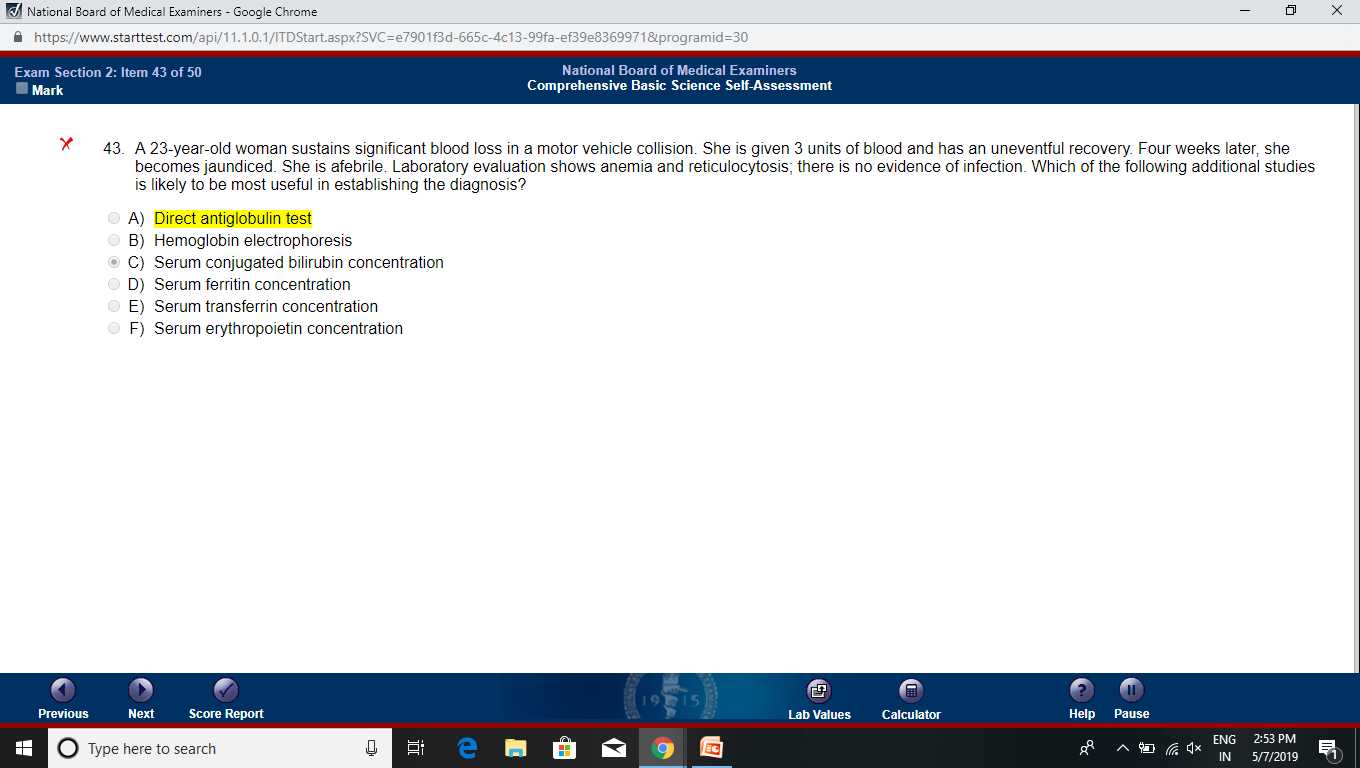 National Board of Medical Examiners - Google Chrome
https://www.starttest.com/api/11.1.0.1/ITDStart.aspx?SVC=e7901f3d-665c-4c13-99fa-ef39e8369971&programid=30
Exam Section 2: Item 43 of 50
National Board of Medical Examiners
Mark
Comprehensive Basic Science Self-Assessment
43. A 23-year-old woman sustains significant blood loss in a motor vehicle collision. She is given 3 units of blood and has an uneventful recovery. Four weeks later, she
becomes jaundiced. She is afebrile. Laboratory evaluation shows anemia and reticulocytosis; there is no evidence of infection. Which of the following additional studies
is likely to be most useful in establishing the diagnosis?
A) Direct antiglobulin test
B) Hemoglobin electrophoresis
C) Serum conjugated bilirubin concentration
D) Serum ferritin concentration
E) Serum transferrin concentration
F) Serum erythropoietin concentration
19 15
Previous Next Score Report Lab Values Calculator Help Pause
Type here to search
ENG
IN
2:53 PM
5/7/2019
1